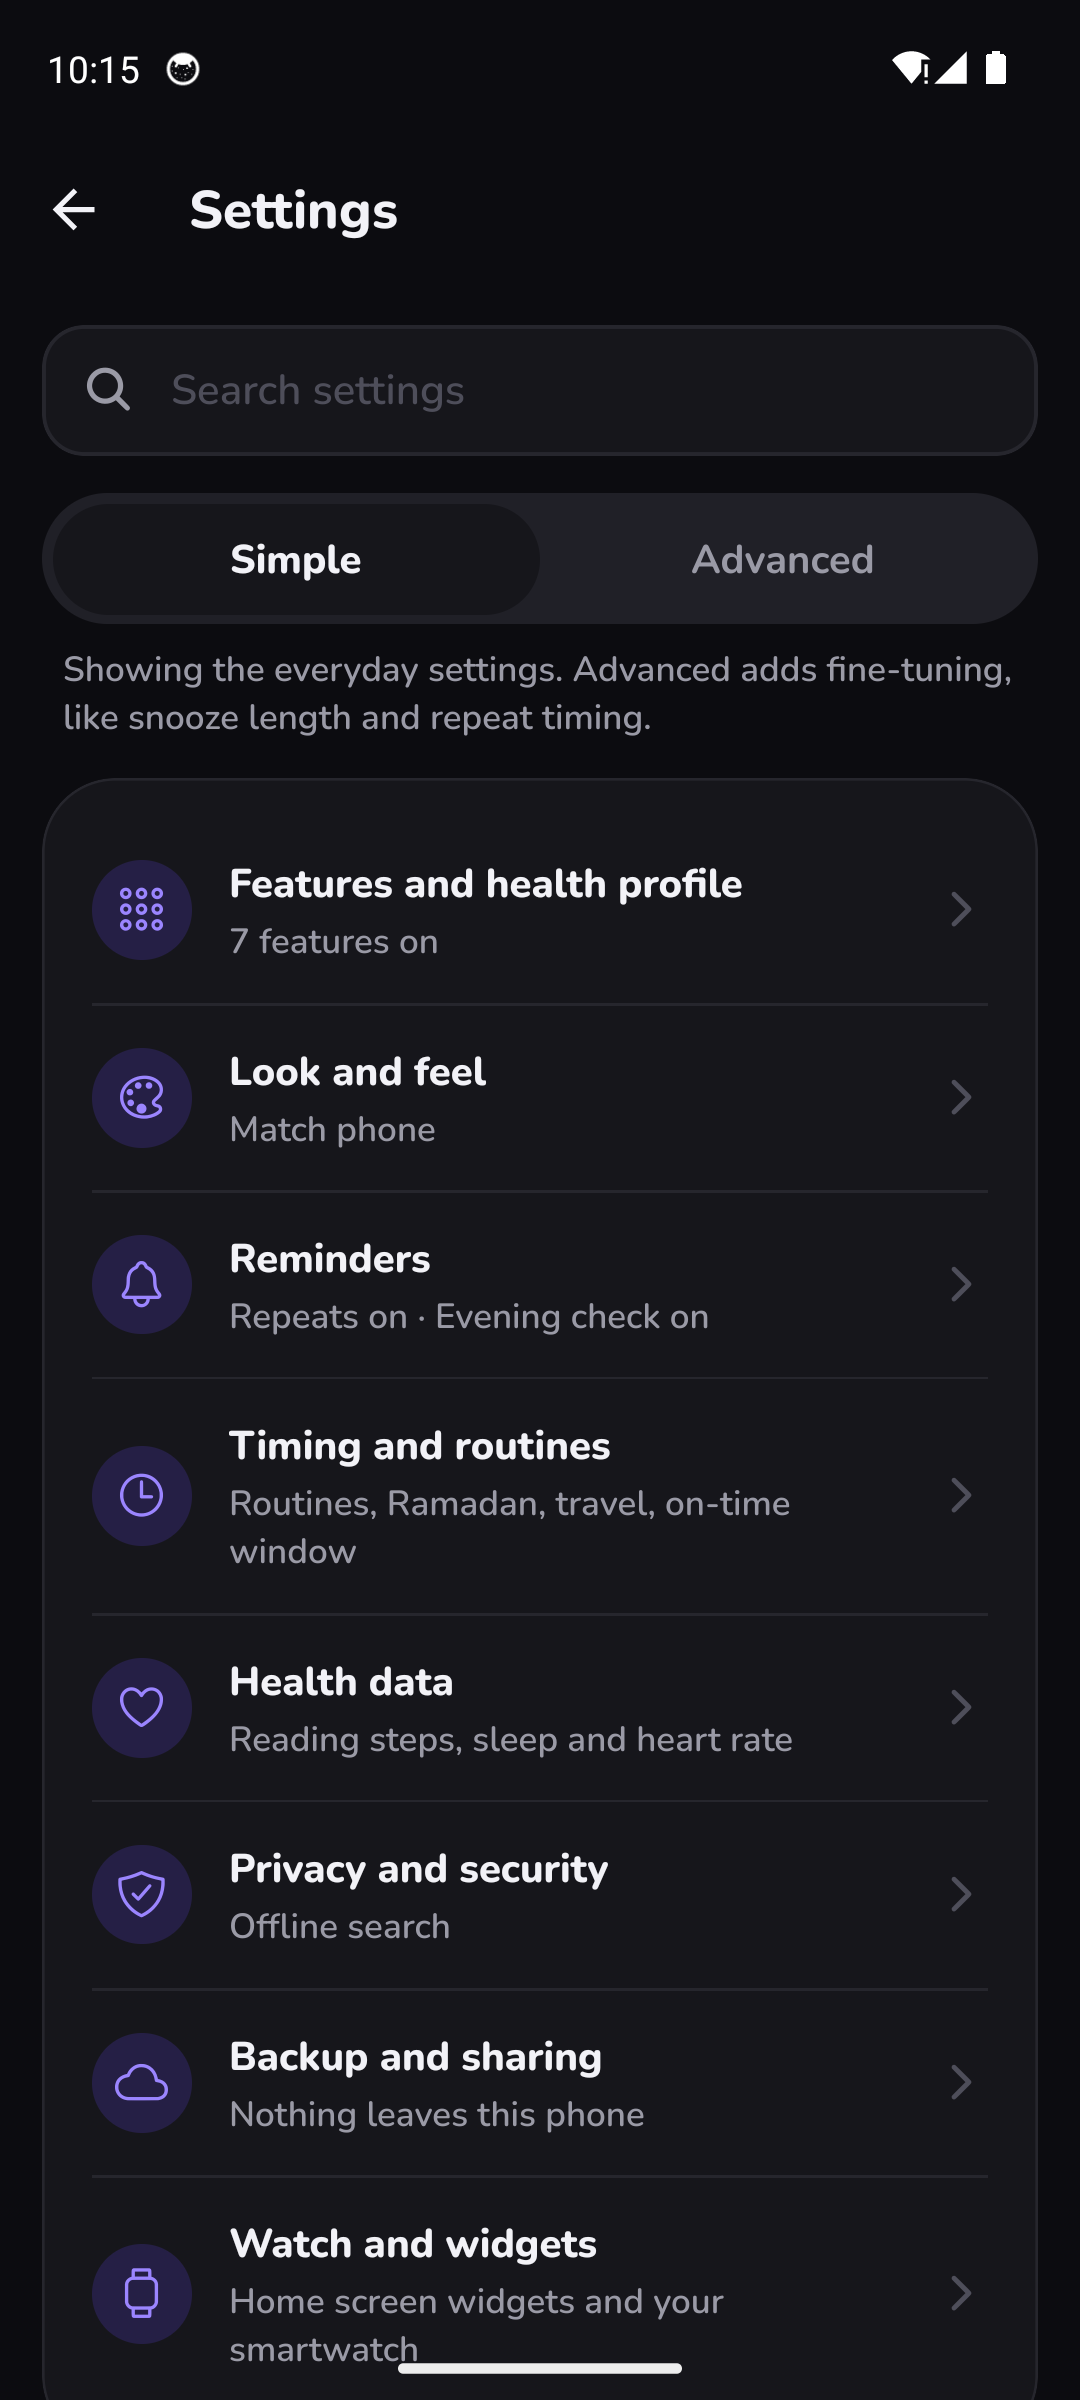 10:15
Settings
Search settings
Simple
Advanced
Showing the everyday settings. Advanced adds fine-tuning,
like snooze length and repeat timing.
Features and health profile
7 features on
Look and feel
Match phone
Reminders
Repeats on · Evening check on
Timing and routines
Routines, Ramadan, travel, on-time
window
Health data
Reading steps, sleep and heart rate
Privacy and security
Offline search
Backup and sharing
Nothing leaves this phone
Watch and widgets
Home screen widgets and your
smartwatch